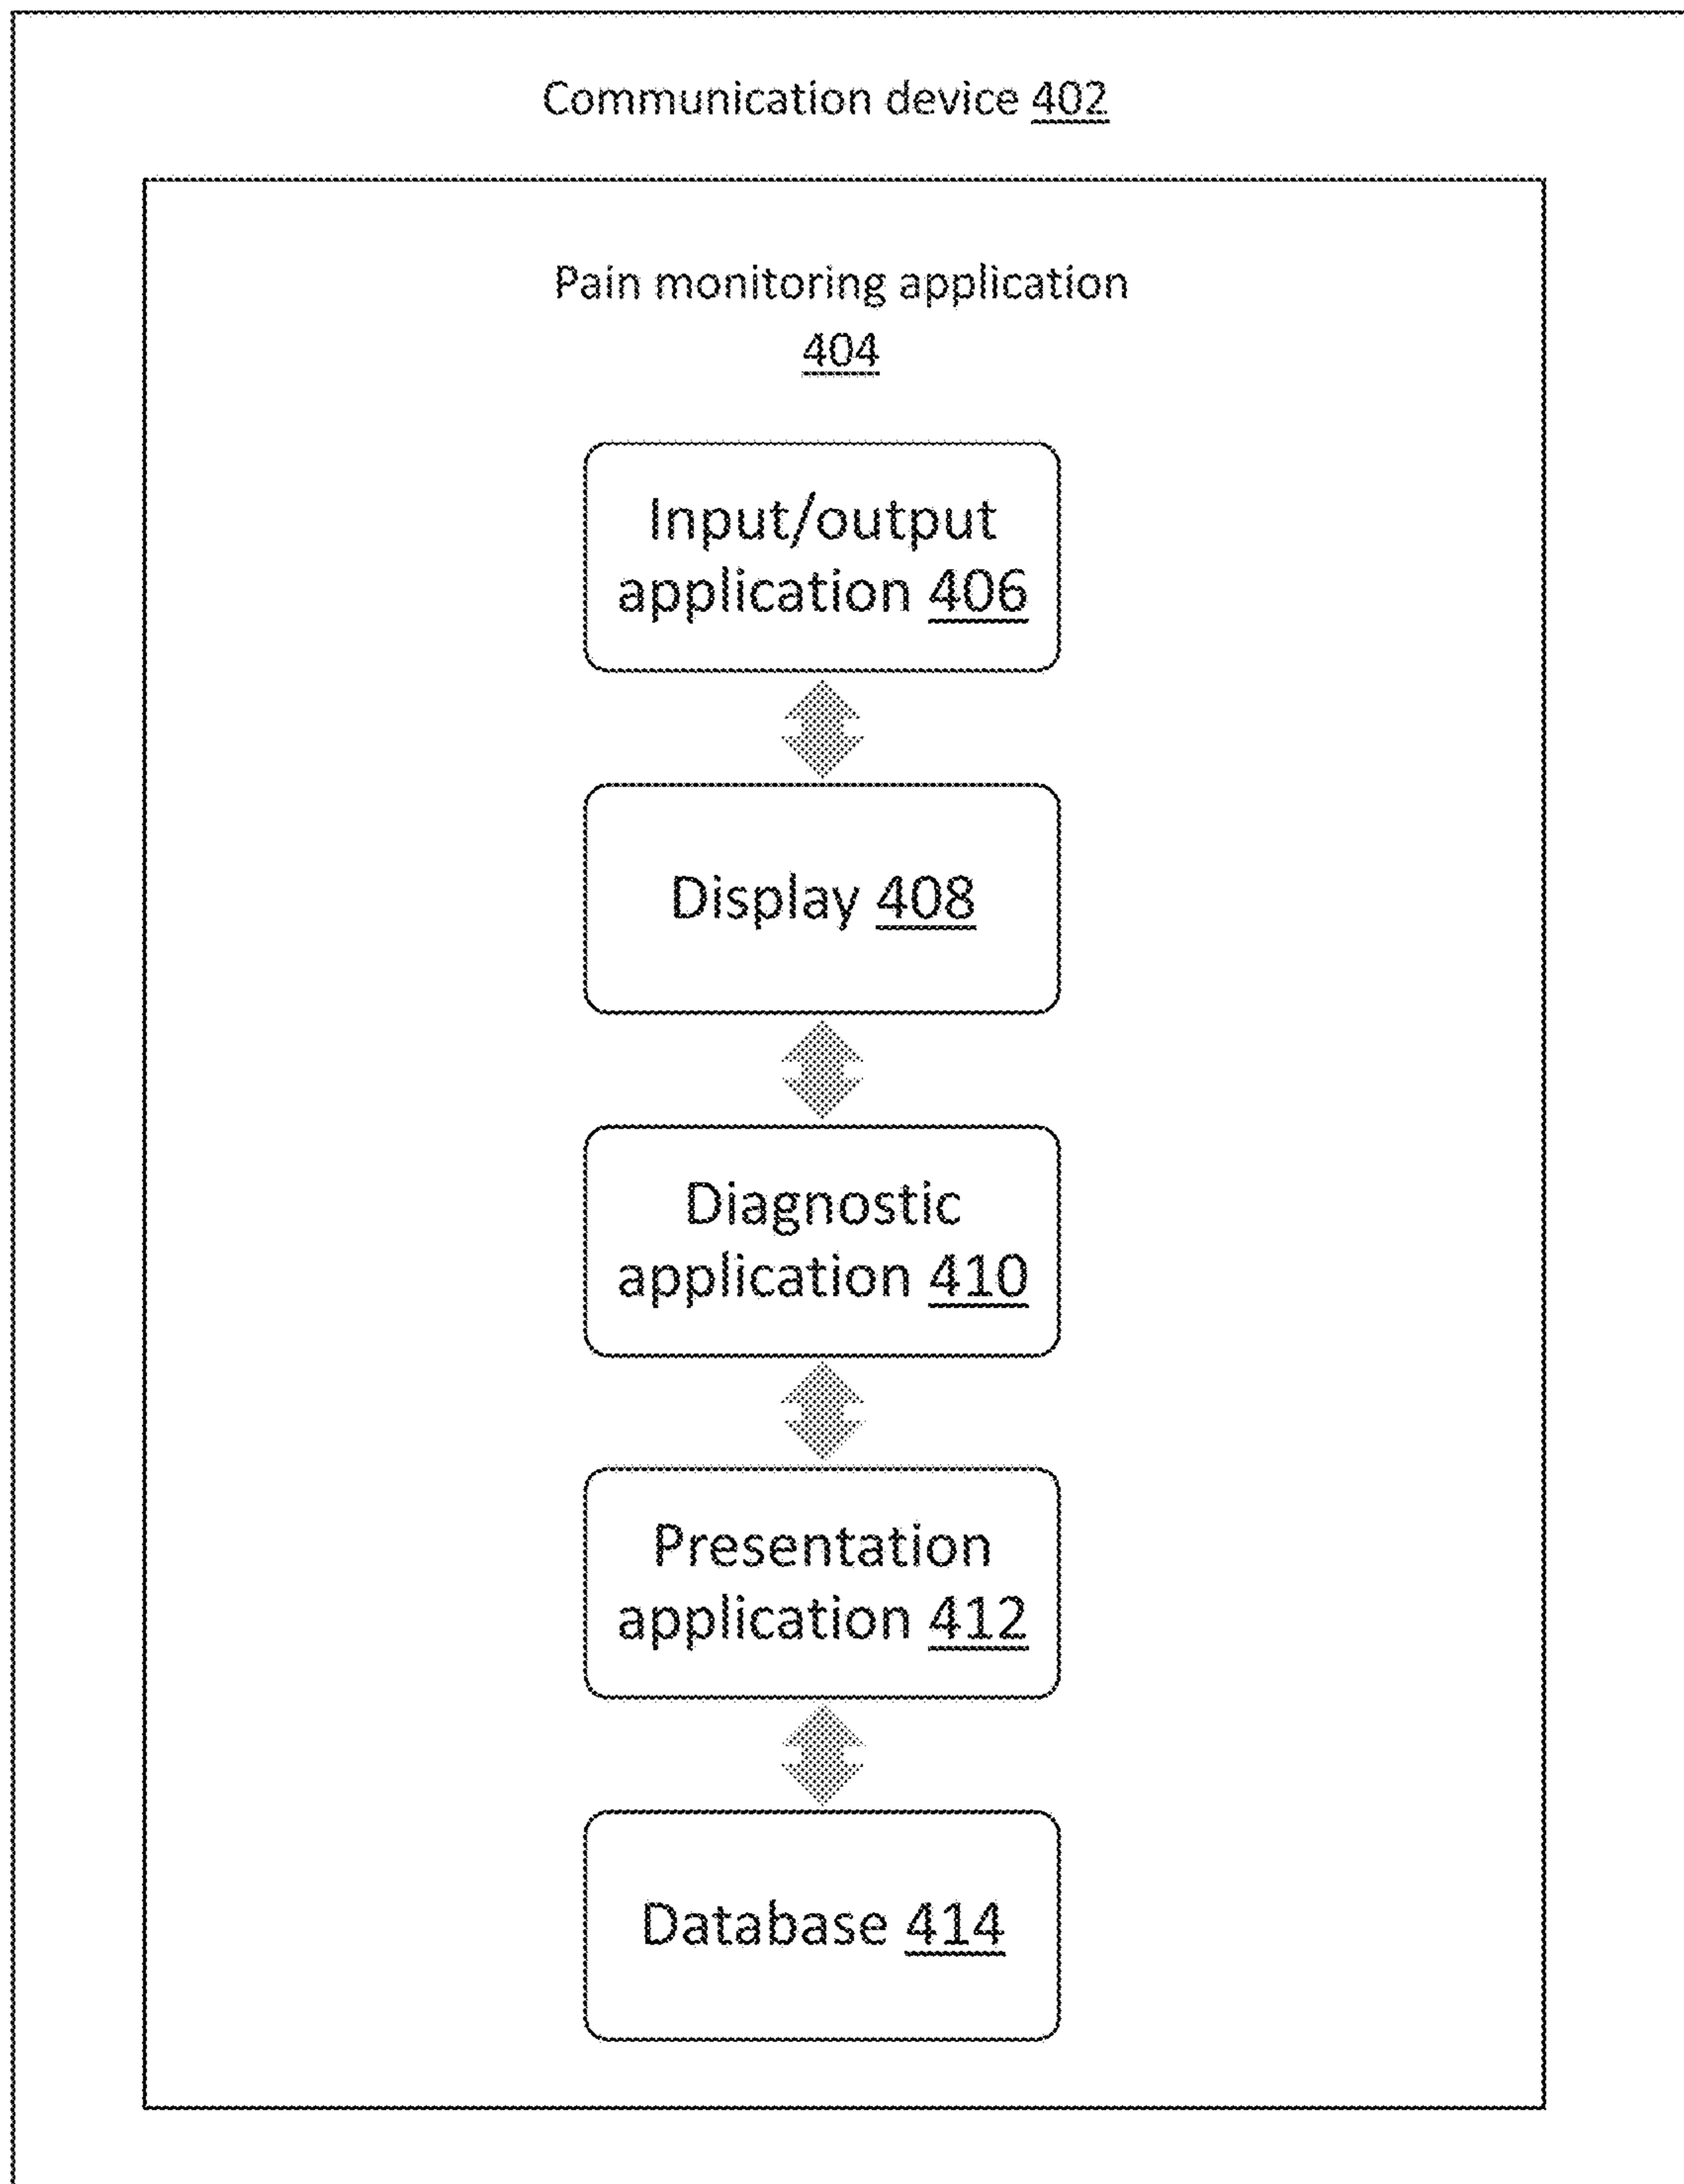 Communication device 402
Pain monitoring application
404
Input/output
application 406
Display 408
Diagnostic
application 410
Presentation
application 412
Database 414